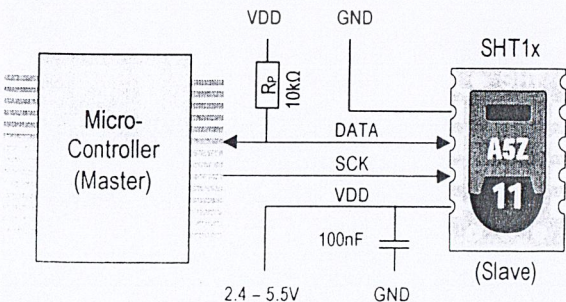 VDD
GND
SHT1x
R_P
10kΩ
Micro-
Controller
(Master)
DATA
SCK
VDD
A5Z
11
100nF
(Slave)
2.4 – 5.5V
GND